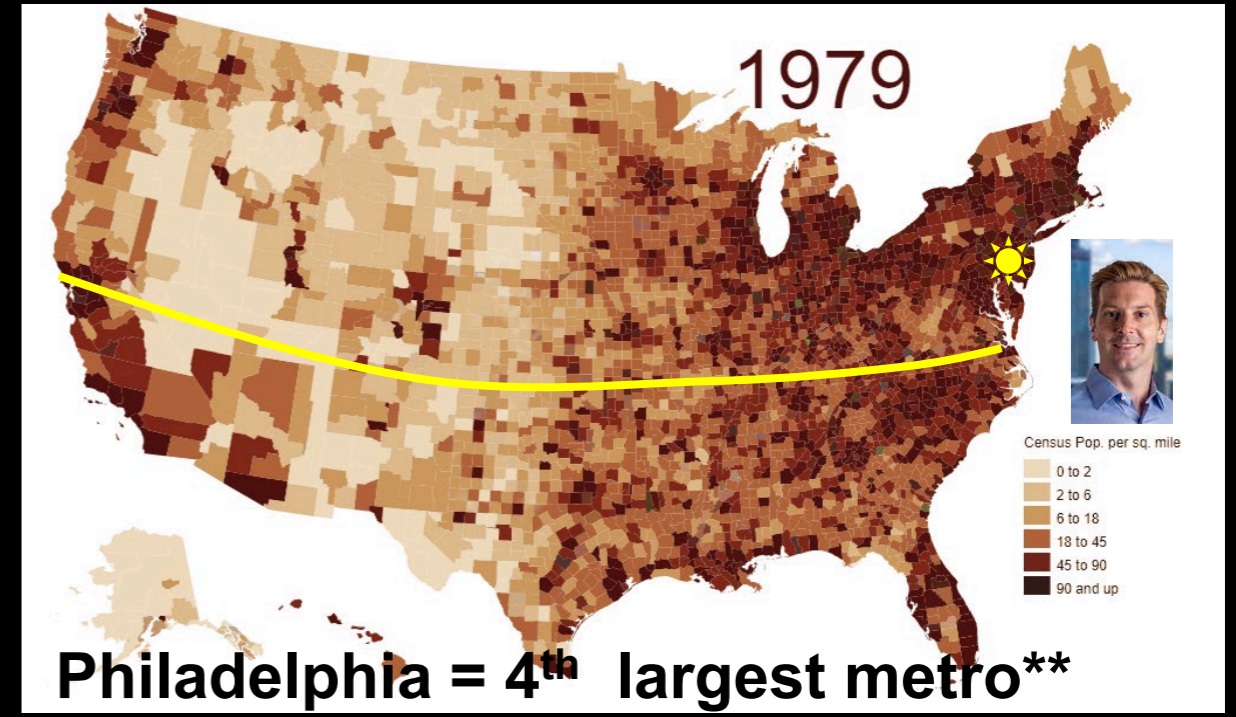 1979
Census Pop. per sq. mile
0 to 2
2 to 6
6 to 18
18 to 45
45 to 90
90 and up
Philadelphia = 4th largest metro**